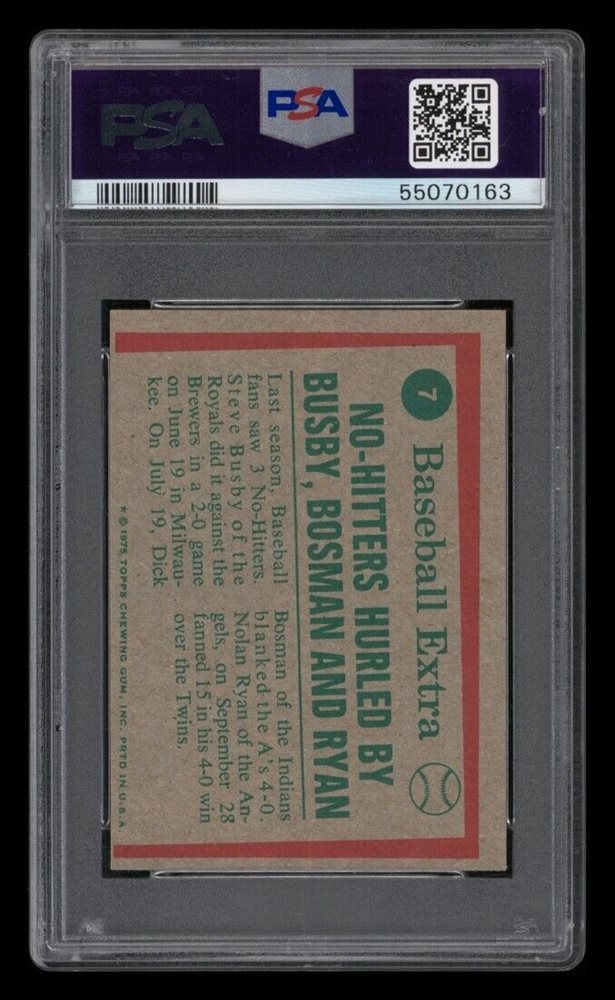 PSA
PSA
55070163
7 Baseball Extra
NO-HITTERS HURLED BY
BUSBY, BOSMAN AND RYAN
Last season, Baseball
fans saw 3 No-Hitters.
Steve Busby of the
Royals did it against the
Brewers in a 2-0 game
on June 19 in Milwau-
kee. On July 19, Dick
Bosman of the Indians
blanked the A's 4-0.
Nolan Ryan of the An-
gels, on September 28
fanned 15 in his 4-0 win
over the Twins.
* © 1975 TOPPS CHEWING GUM, INC. PRTD IN U.S.A.